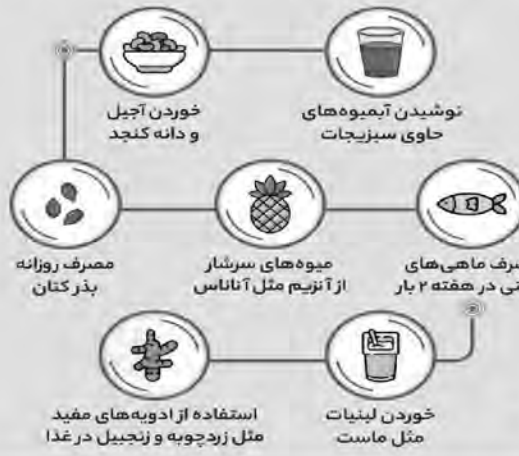 نوشیدن آبمیوه‌های
حاوی سبزیجات
خوردن آجیل
و دانه کنجد
مصرف روزانه
بذر کتان
میوه‌های سرشار
از آنزیم مثل آناناس
ماهی‌های
در هفته ۲ بار
خوردن لبنیات
مثل ماست
استفاده از ادویه‌های مفید
مثل زردچوبه و زنجبیل در غذا